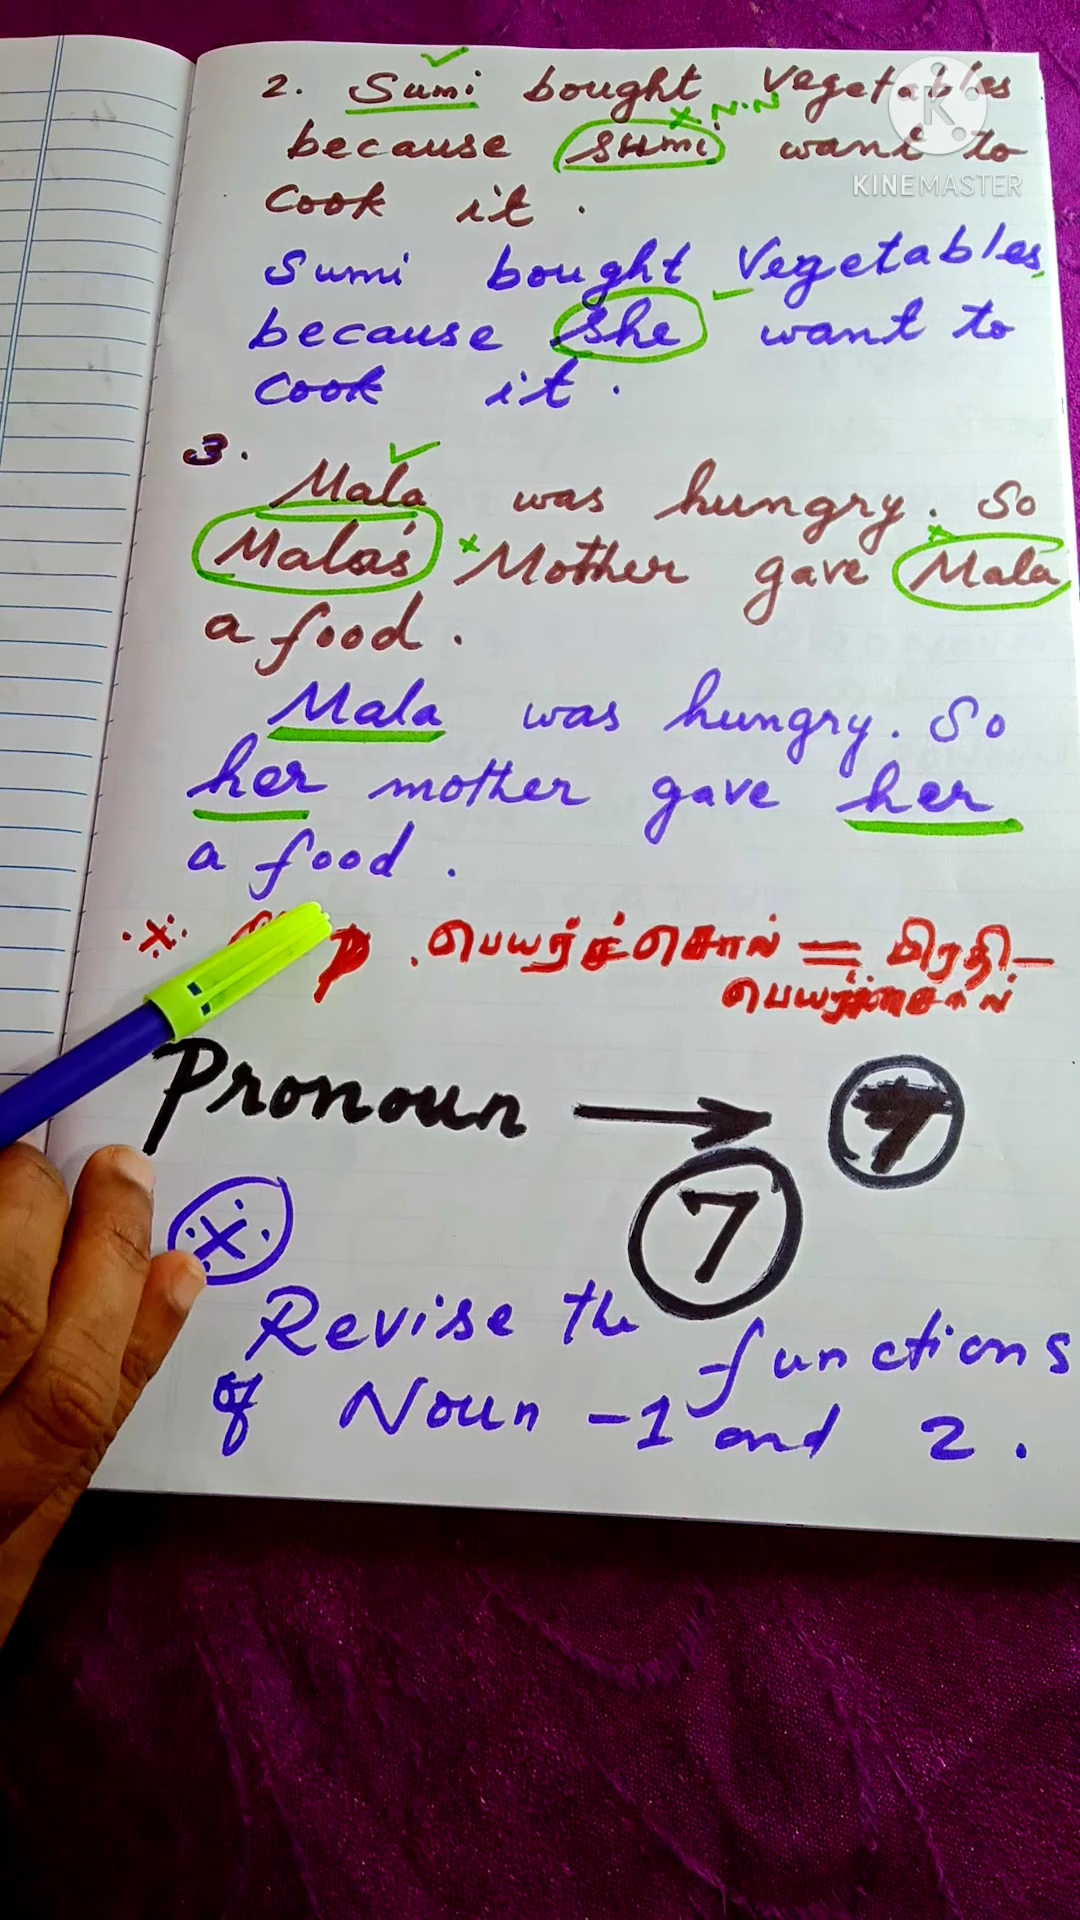 2. Sumi bought Vegetables
X.N.N
because sumi want to
KINEMASTER
Cook it.
Sumi bought Vegetables,
because she want to
Cook it.
3.
Mala was hungry. So
Malas' Mother gave Mala
a food.
Mala was hungry. So
her mother gave her
a food.
பெயர்ச்சொல் = பிரதி-
பெயர்ச்சொல்
Pronoun → 7
7
Revise the functions
of Noun -1 and 2.